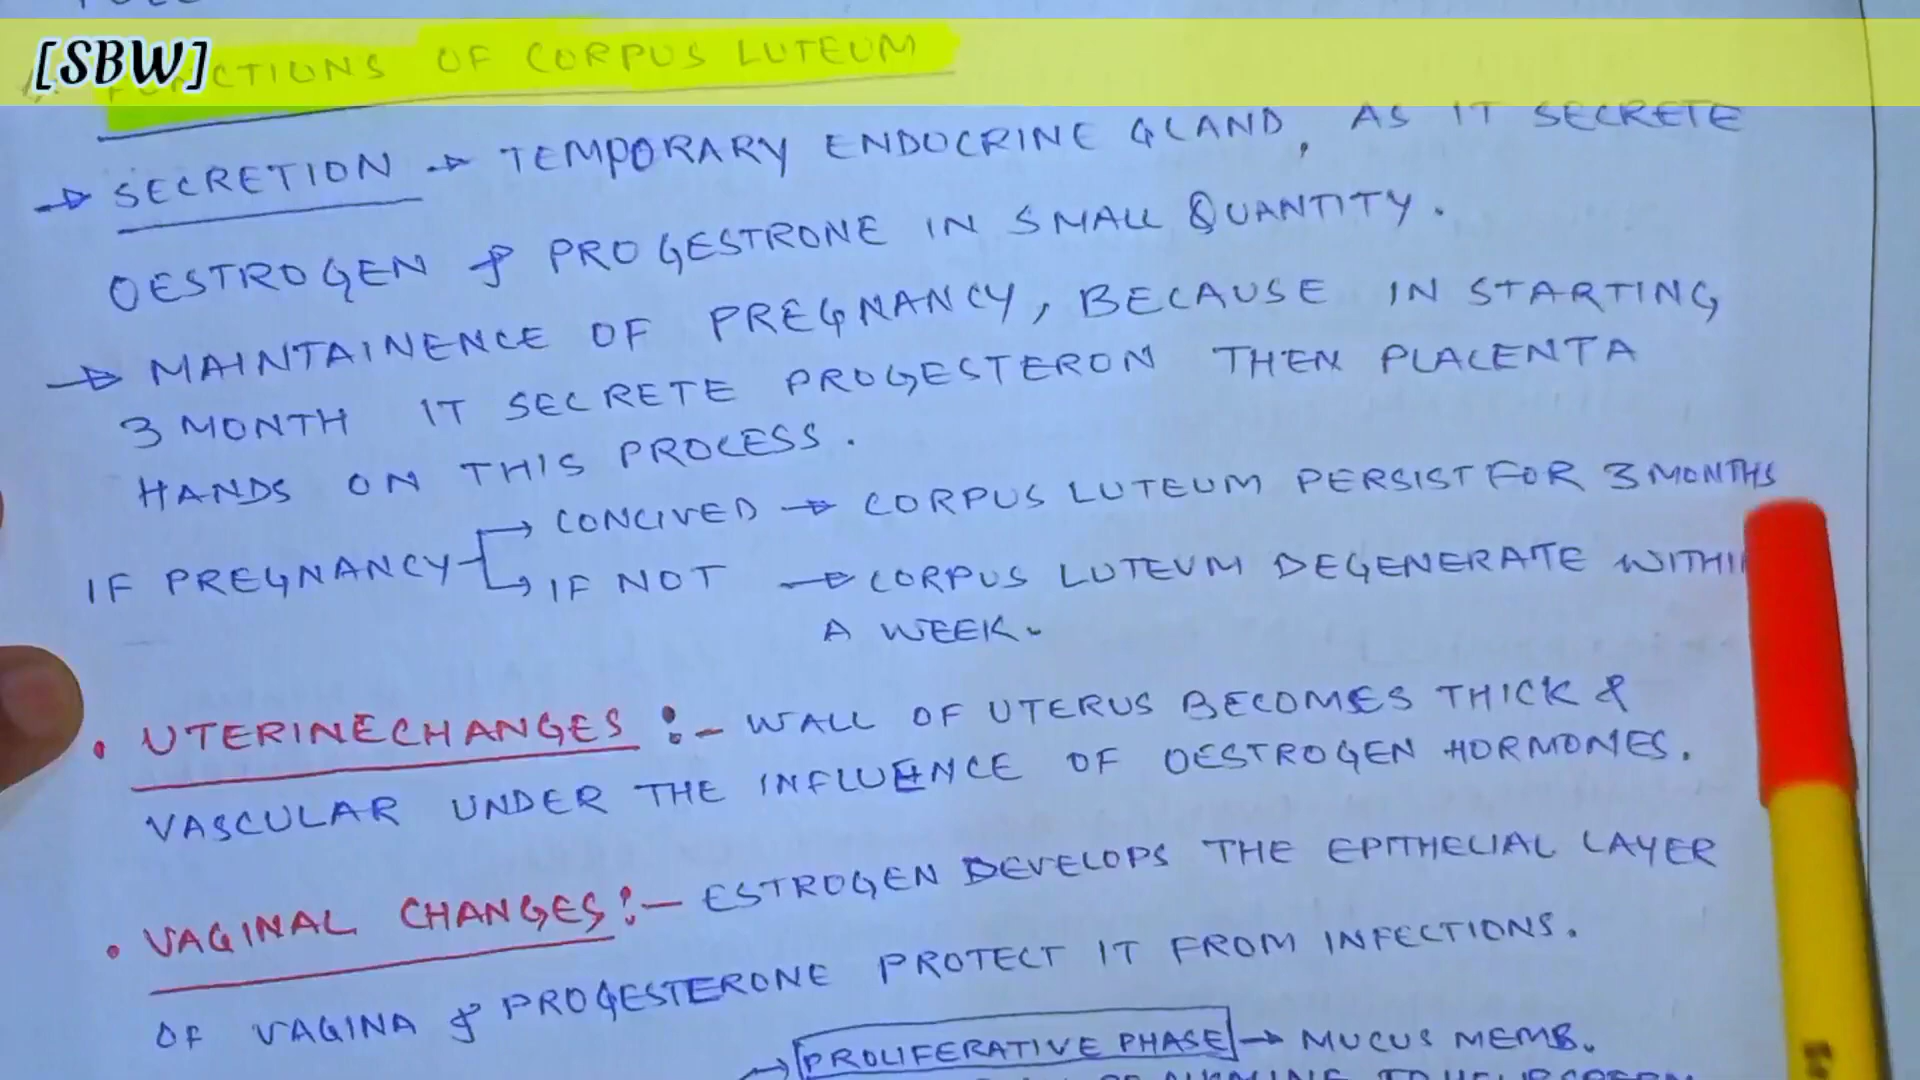 [SBW]
FUNCTIONS OF CORPUS LUTEUM
→ SECRETION → TEMPORARY ENDOCRINE GLAND, AS IT SECRETE
OESTROGEN & PROGESTRONE IN SMALL QUANTITY.
→ MAINTAINENCE OF PREGNANCY, BECAUSE IN STARTING
3 MONTH IT SECRETE PROGESTERON THEN PLACENTA
HANDS ON THIS PROCESS.
IF PREGNANCY → CONCIVED → CORPUS LUTEUM PERSIST FOR 3 MONTHS
→ IF NOT → CORPUS LUTEUM DEGENERATE WITHIN
A WEEK.
• UTERINE CHANGES :- WALL OF UTERUS BECOMES THICK &
VASCULAR UNDER THE INFLUENCE OF OESTROGEN HORMONES.
• VAGINAL CHANGES :- ESTROGEN DEVELOPS THE EPITHELIAL LAYER
OF VAGINA & PROGESTERONE PROTECT IT FROM INFECTIONS.
→ PROLIFERATIVE PHASE → MUCUS MEMB.